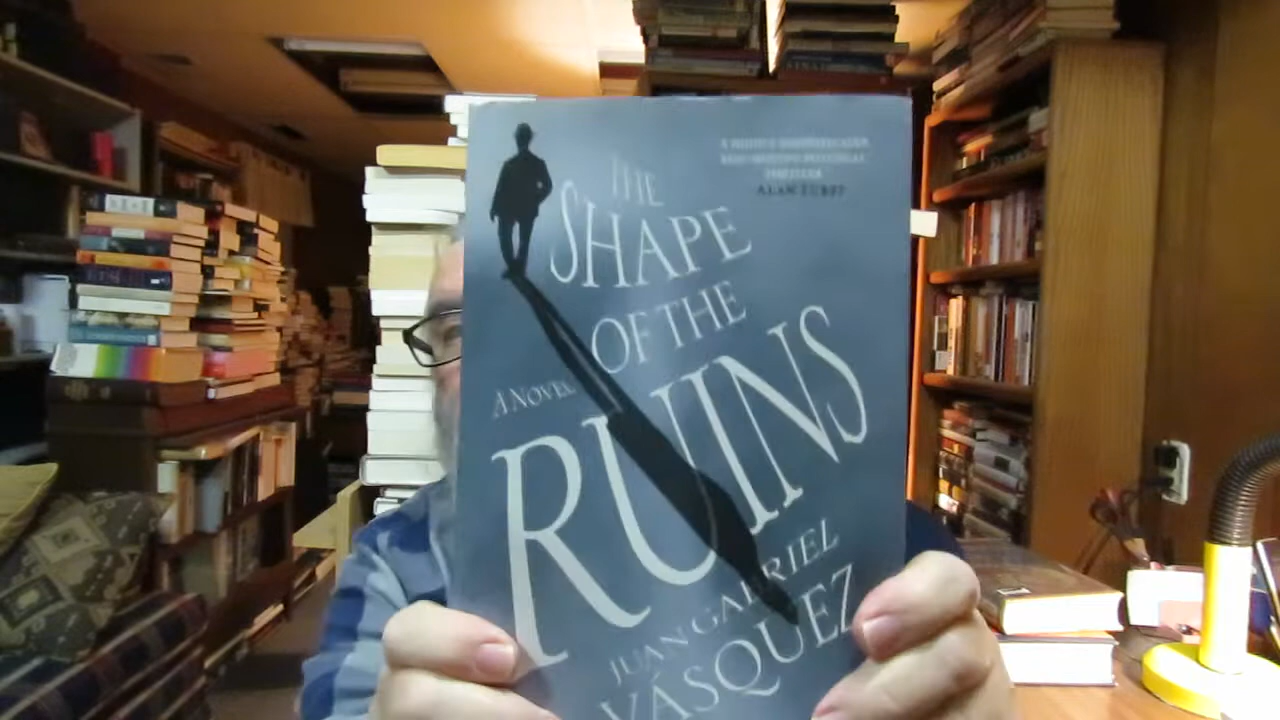 THE
SHAPE
OF THE
A NOVEL
RUINS
ALAN FURST
JUAN GABRIEL
VÁSQUEZ